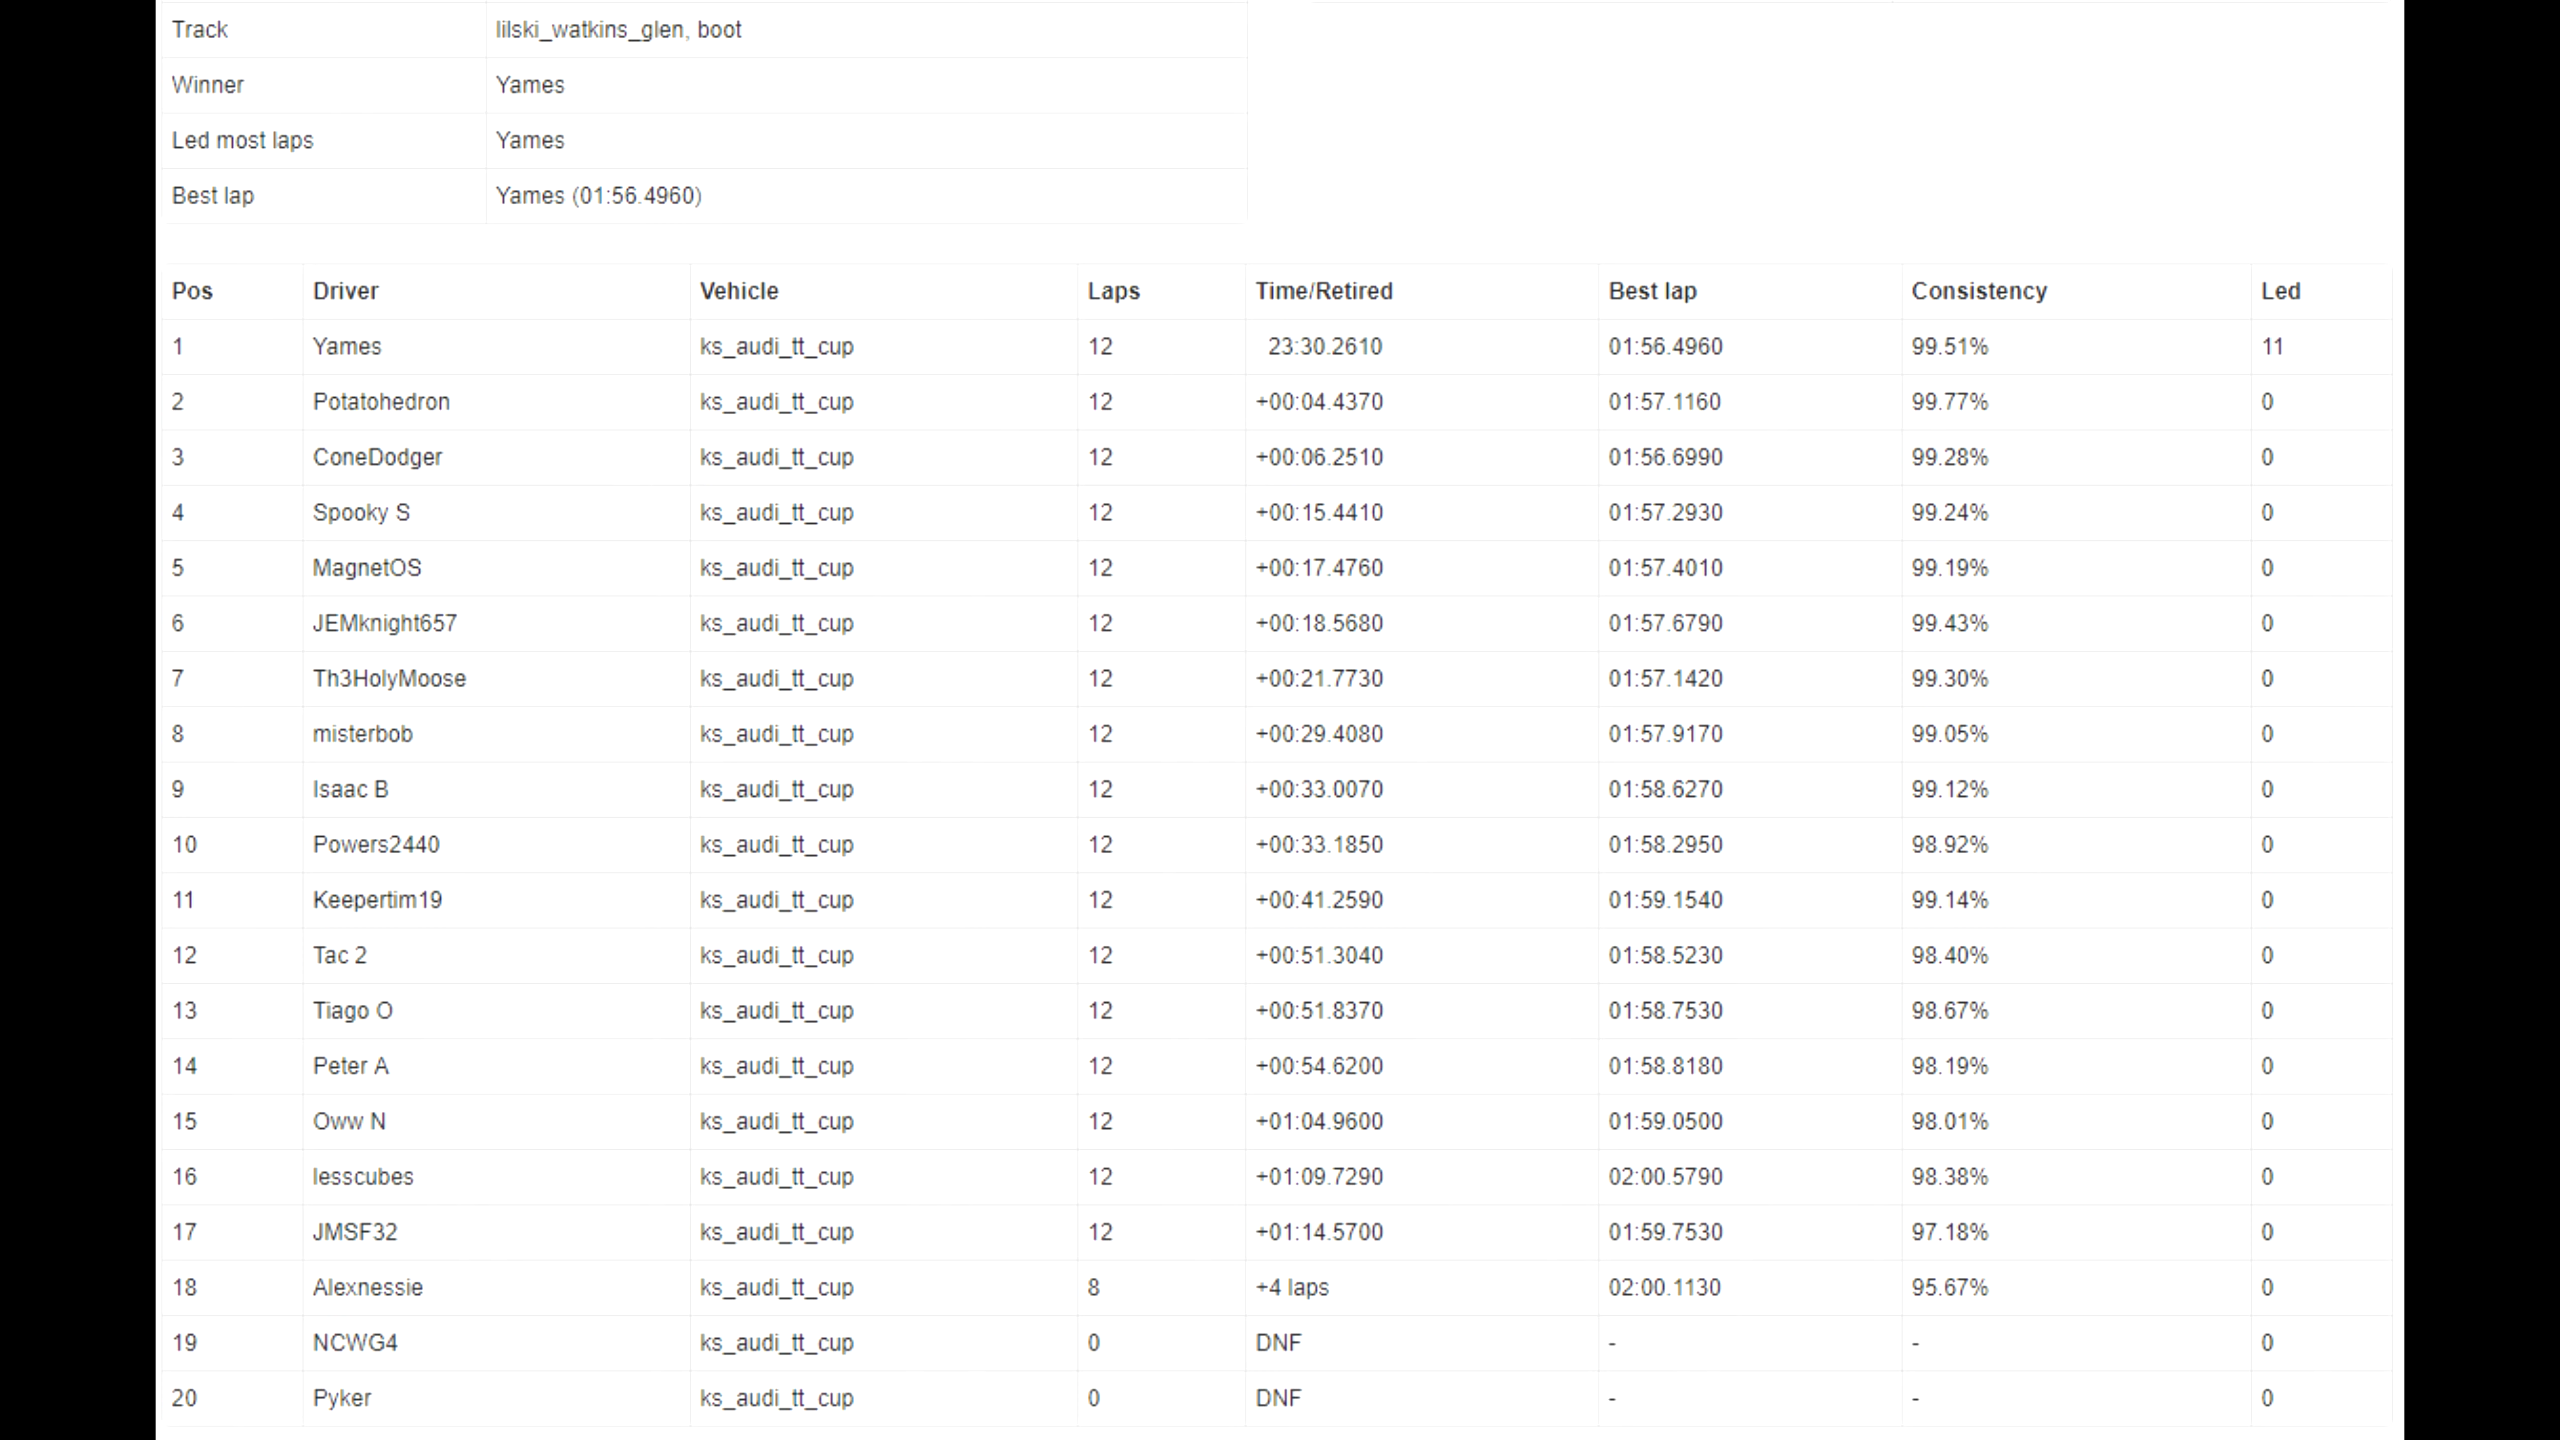 Track lilski_watkins_glen, boot
Winner Yames
Led most laps Yames
Best lap Yames (01:56.4960)
Pos Driver Vehicle Laps Time/Retired Best lap Consistency Led
1 Yames ks_audi_tt_cup 12 23:30.2610 01:56.4960 99.51% 11
2 Potatohedron ks_audi_tt_cup 12 +00:04.4370 01:57.1160 99.77% 0
3 ConeDodger ks_audi_tt_cup 12 +00:06.2510 01:56.6990 99.28% 0
4 Spooky S ks_audi_tt_cup 12 +00:15.4410 01:57.2930 99.24% 0
5 MagnetOS ks_audi_tt_cup 12 +00:17.4760 01:57.4010 99.19% 0
6 JEMknight657 ks_audi_tt_cup 12 +00:18.5680 01:57.6790 99.43% 0
7 Th3HolyMoose ks_audi_tt_cup 12 +00:21.7730 01:57.1420 99.30% 0
8 misterbob ks_audi_tt_cup 12 +00:29.4080 01:57.9170 99.05% 0
9 Isaac B ks_audi_tt_cup 12 +00:33.0070 01:58.6270 99.12% 0
10 Powers2440 ks_audi_tt_cup 12 +00:33.1850 01:58.2950 98.92% 0
11 Keepertim19 ks_audi_tt_cup 12 +00:41.2590 01:59.1540 99.14% 0
12 Tac 2 ks_audi_tt_cup 12 +00:51.3040 01:58.5230 98.40% 0
13 Tiago O ks_audi_tt_cup 12 +00:51.8370 01:58.7530 98.67% 0
14 Peter A ks_audi_tt_cup 12 +00:54.6200 01:58.8180 98.19% 0
15 Oww N ks_audi_tt_cup 12 +01:04.9600 01:59.0500 98.01% 0
16 lesscubes ks_audi_tt_cup 12 +01:09.7290 02:00.5790 98.38% 0
17 JMSF32 ks_audi_tt_cup 12 +01:14.5700 01:59.7530 97.18% 0
18 Alexnessie ks_audi_tt_cup 8 +4 laps 02:00.1130 95.67% 0
19 NCWG4 ks_audi_tt_cup 0 DNF - - 0
20 Pyker ks_audi_tt_cup 0 DNF - - 0